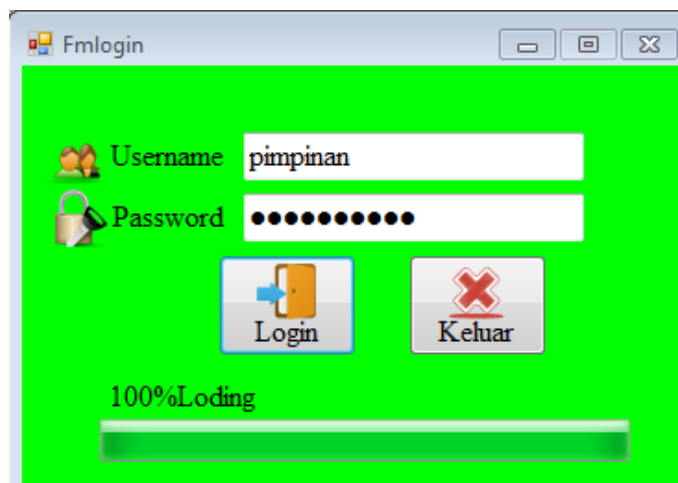 Fmlogin
Username pimpinan
Password ●●●●●●●●●●
Login Keluar
100%Loding